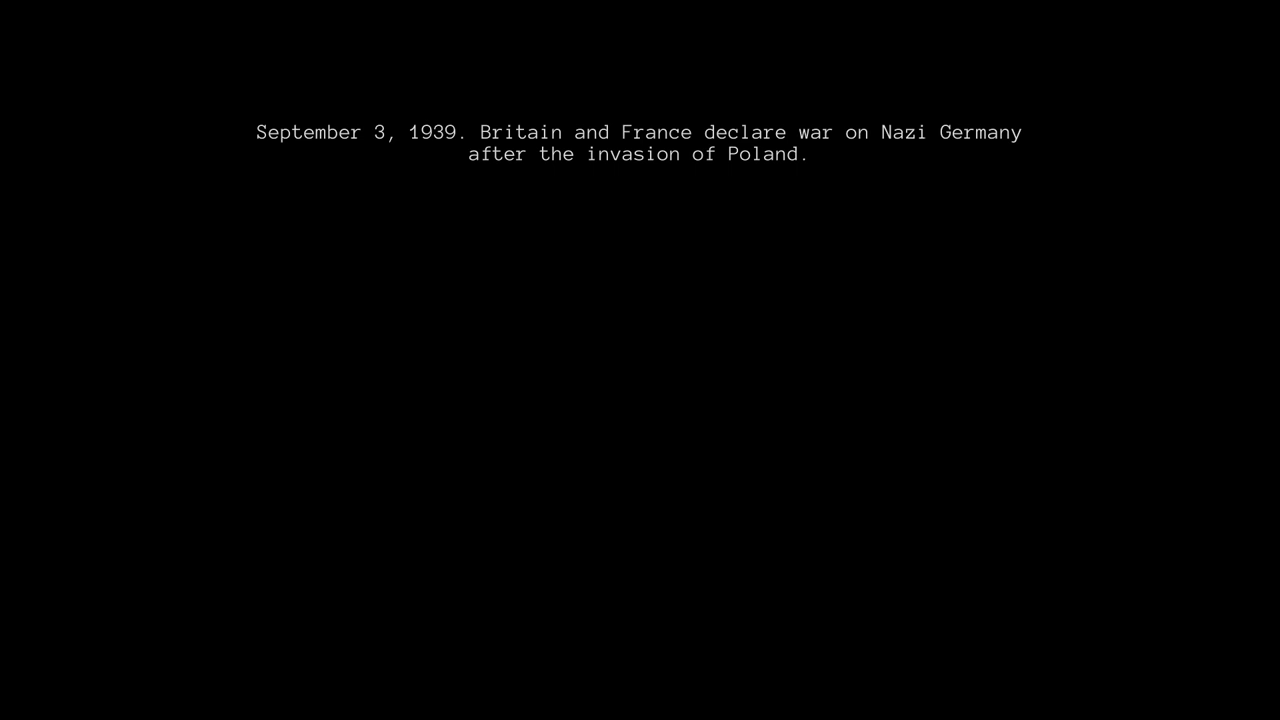 September 3, 1939. Britain and France declare war on Nazi Germany
after the invasion of Poland.